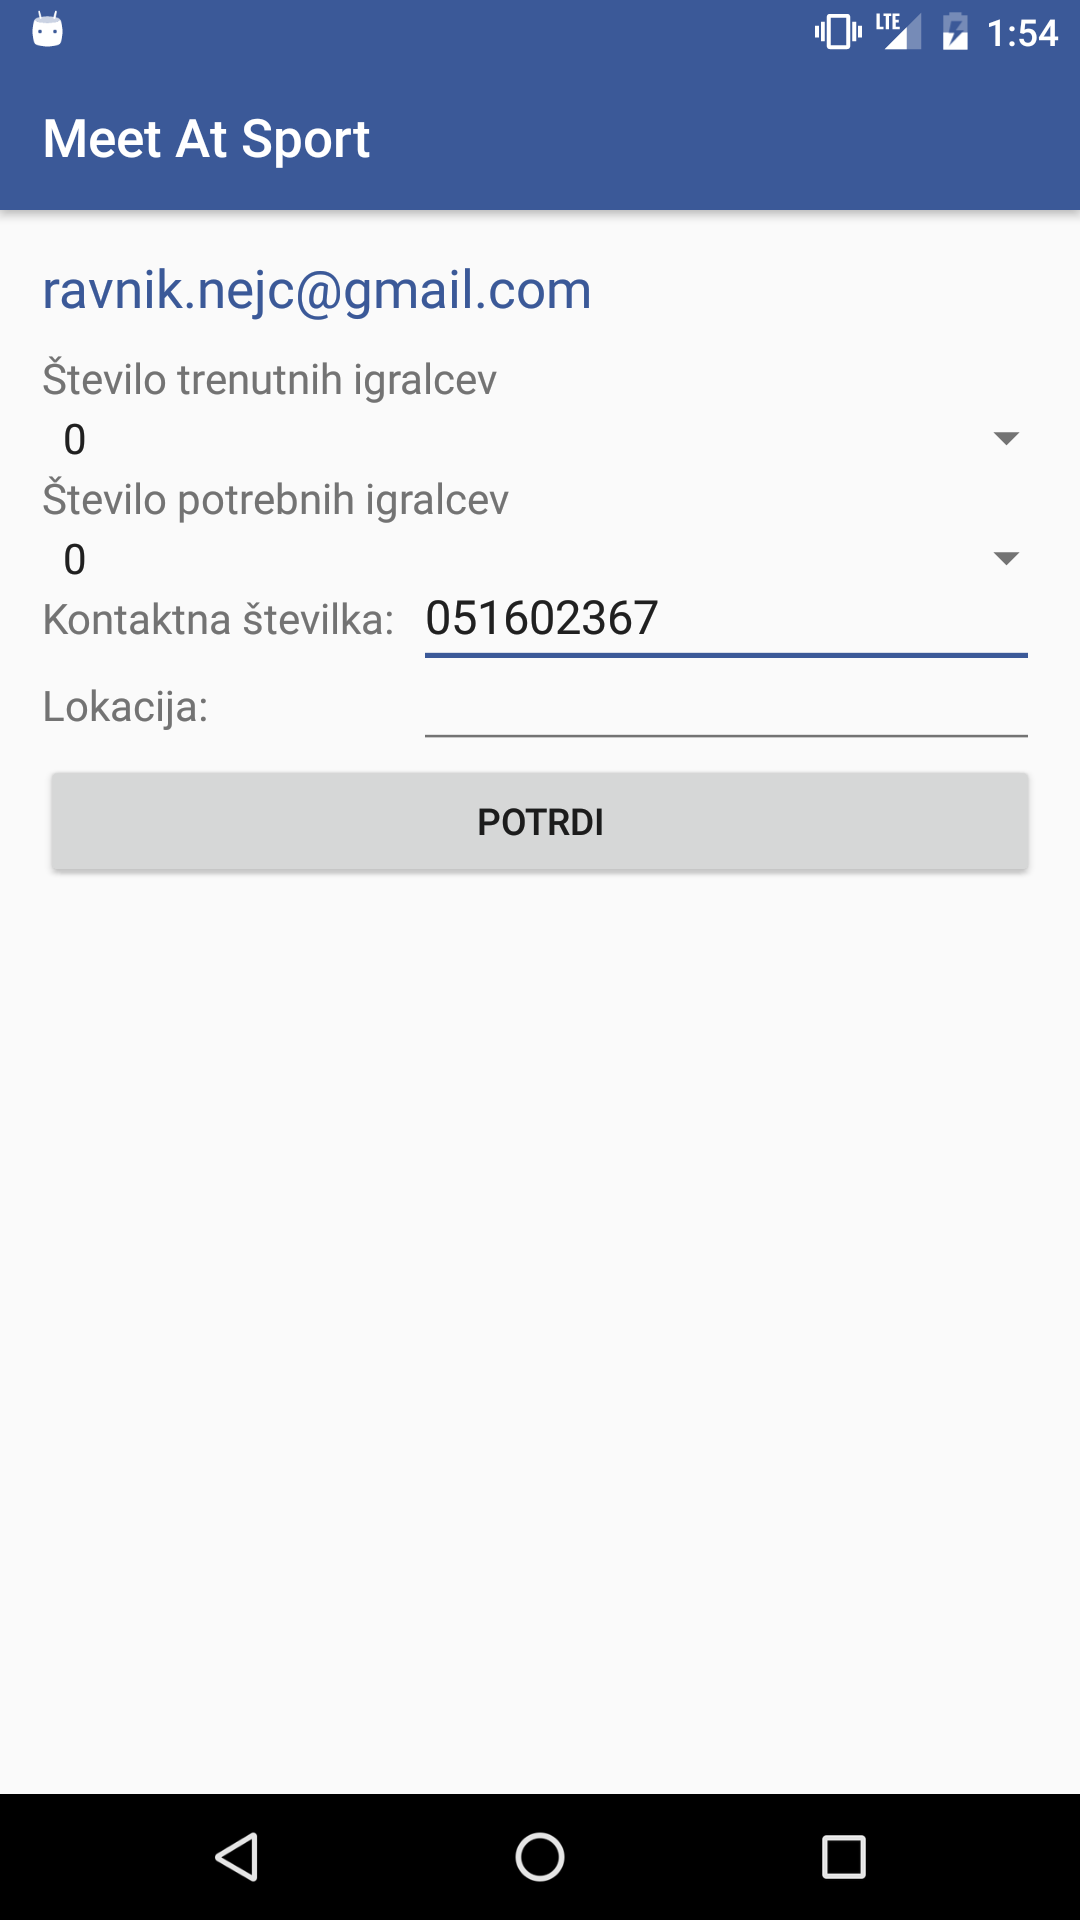 LTE 1:54
Meet At Sport
ravnik.nejc@gmail.com
Število trenutnih igralcev
0
Število potrebnih igralcev
0
Kontaktna številka: 051602367
Lokacija:
POTRDI